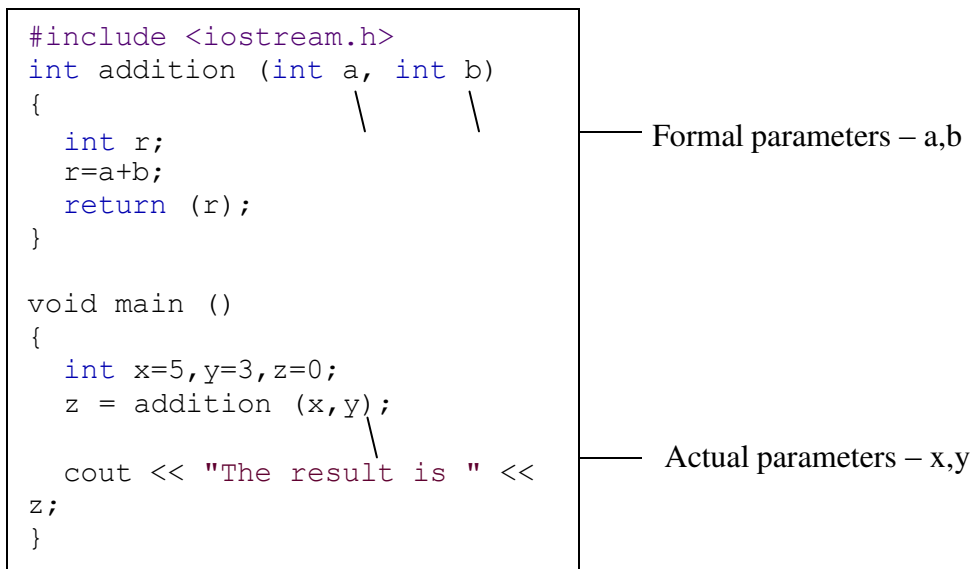 #include <iostream.h>
int addition (int a, int b)
{
  int r;
  r=a+b;
  return (r);
}
Formal parameters – a,b
void main ()
{
  int x=5,y=3,z=0;
  z = addition (x,y);
  cout << "The result is " <<
z;
}
Actual parameters – x,y